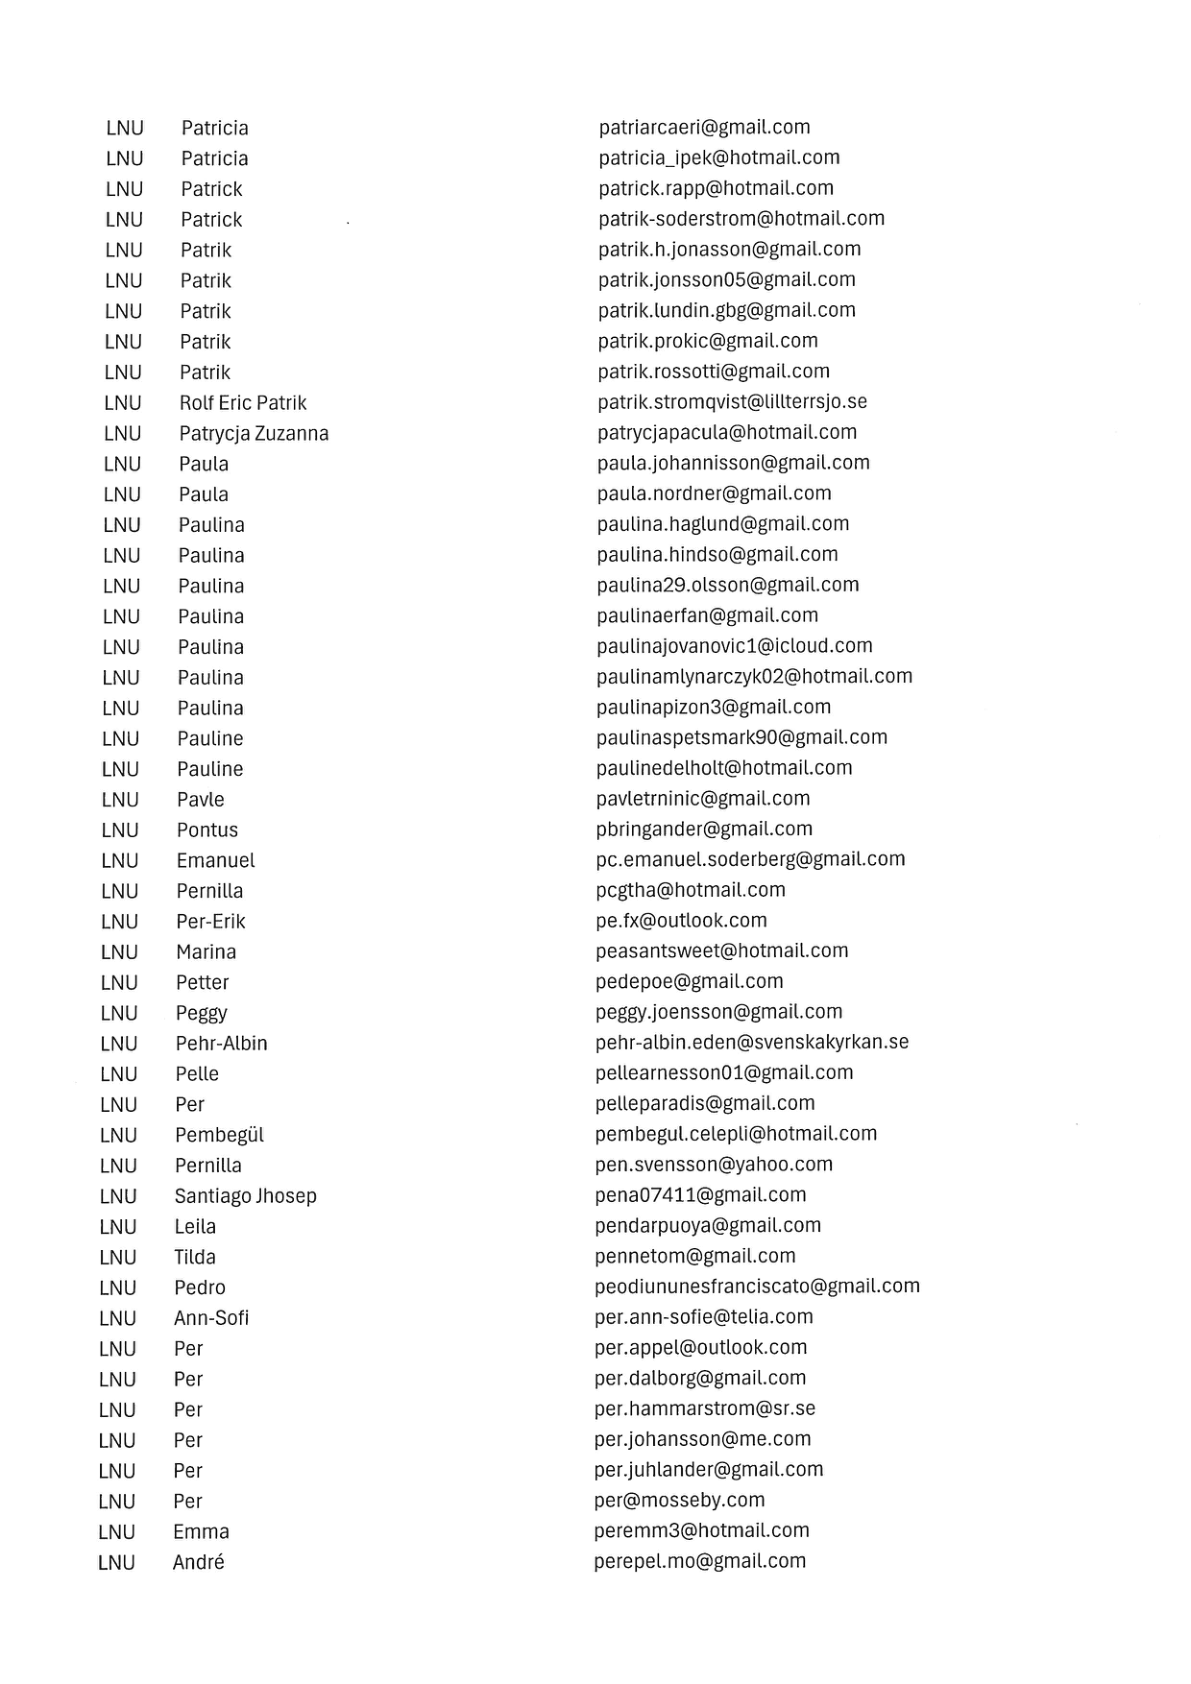 LNU Patricia patriarcaeri@gmail.com
LNU Patricia patricia_ipek@hotmail.com
LNU Patrick patrick.rapp@hotmail.com
LNU Patrick patrik-soderstrom@hotmail.com
LNU Patrik patrik.h.jonasson@gmail.com
LNU Patrik patrik.jonsson05@gmail.com
LNU Patrik patrik.lundin.gbg@gmail.com
LNU Patrik patrik.prokic@gmail.com
LNU Patrik patrik.rossotti@gmail.com
LNU Rolf Eric Patrik patrik.stromqvist@lillterrsjo.se
LNU Patrycja Zuzanna patrycjapacula@hotmail.com
LNU Paula paula.johannisson@gmail.com
LNU Paula paula.nordner@gmail.com
LNU Paulina paulina.haglund@gmail.com
LNU Paulina paulina.hindso@gmail.com
LNU Paulina paulina29.olsson@gmail.com
LNU Paulina paulinaerfan@gmail.com
LNU Paulina paulinajovanovic1@icloud.com
LNU Paulina paulinamlynarczyk02@hotmail.com
LNU Paulina paulinapizon3@gmail.com
LNU Pauline paulinaspetsmark90@gmail.com
LNU Pauline paulinedelholt@hotmail.com
LNU Pavle pavletrninic@gmail.com
LNU Pontus pbringander@gmail.com
LNU Emanuel pc.emanuel.soderberg@gmail.com
LNU Pernilla pcgtha@hotmail.com
LNU Per-Erik pe.fx@outlook.com
LNU Marina peasantsweet@hotmail.com
LNU Petter pedepoe@gmail.com
LNU Peggy peggy.joensson@gmail.com
LNU Pehr-Albin pehr-albin.eden@svenskakyrkan.se
LNU Pelle pellearnesson01@gmail.com
LNU Per pelleparadis@gmail.com
LNU Pembegül pembegul.celepli@hotmail.com
LNU Pernilla pen.svensson@yahoo.com
LNU Santiago Jhosep pena07411@gmail.com
LNU Leila pendarpuoya@gmail.com
LNU Tilda pennetom@gmail.com
LNU Pedro peodiununesfranciscato@gmail.com
LNU Ann-Sofi per.ann-sofie@telia.com
LNU Per per.appel@outlook.com
LNU Per per.dalborg@gmail.com
LNU Per per.hammarstrom@sr.se
LNU Per per.johansson@me.com
LNU Per per.juhlander@gmail.com
LNU Per per@mosseby.com
LNU Emma peremm3@hotmail.com
LNU André perepel.mo@gmail.com